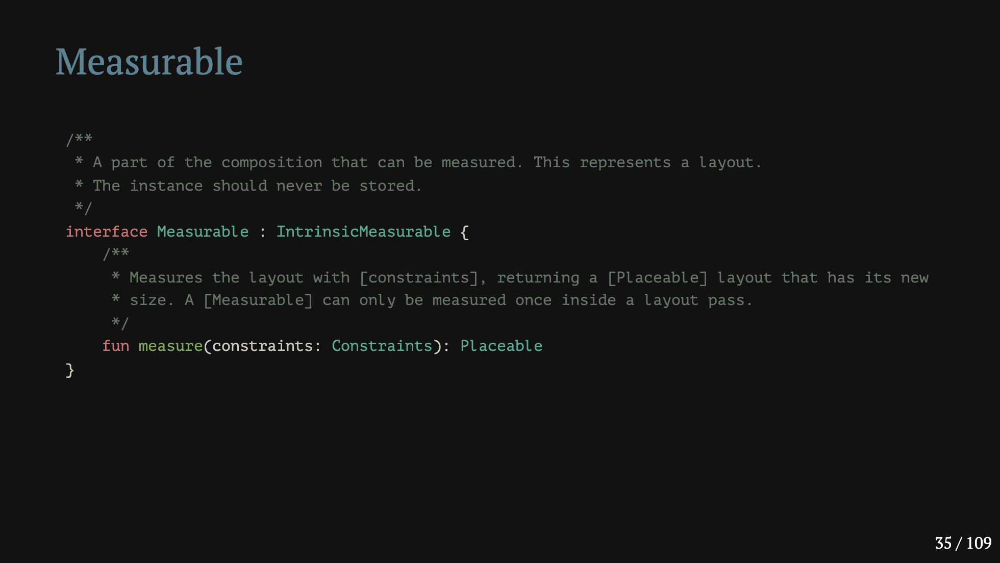 Measurable
/**
 * A part of the composition that can be measured. This represents a layout.
 * The instance should never be stored.
 */
interface Measurable : IntrinsicMeasurable {
    /**
     * Measures the layout with [constraints], returning a [Placeable] layout that has its new
     * size. A [Measurable] can only be measured once inside a layout pass.
     */
    fun measure(constraints: Constraints): Placeable
}
35 / 109